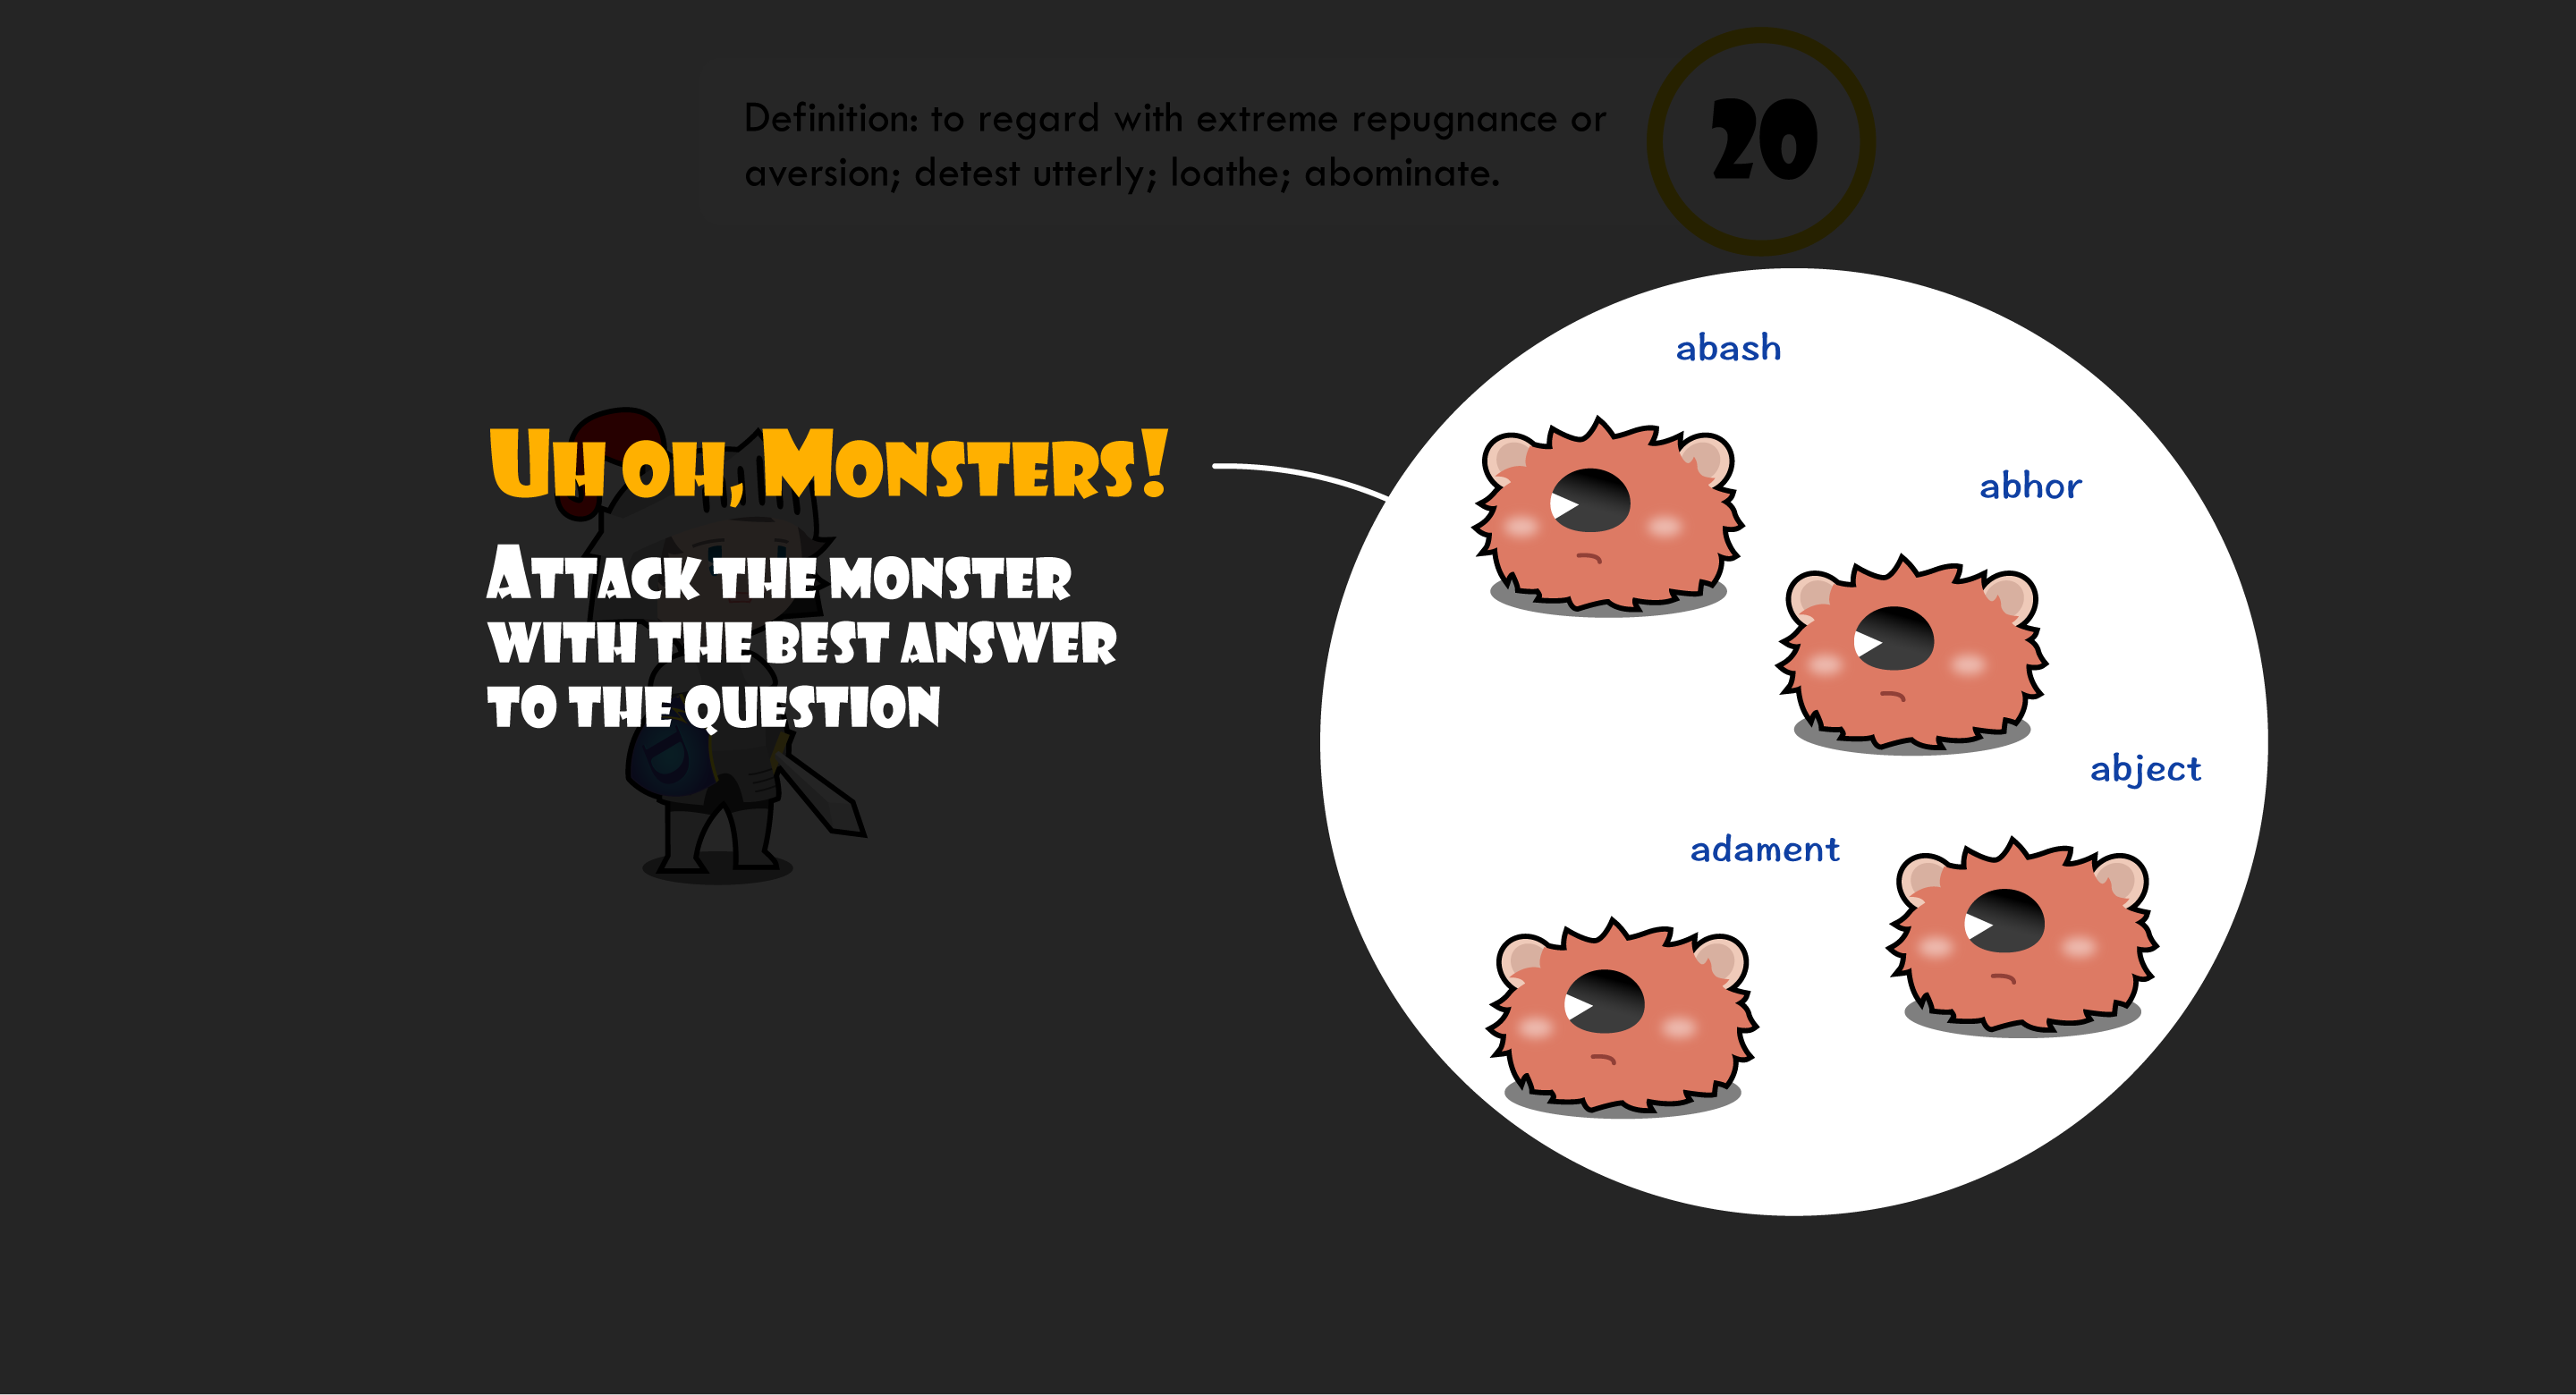 Definition: to regard with extreme repugnance or
aversion; detest utterly; loathe; abominate.
20
Uh oh, Monsters!
Attack the monster
with the best answer
to the question
abash
abhor
abject
adament